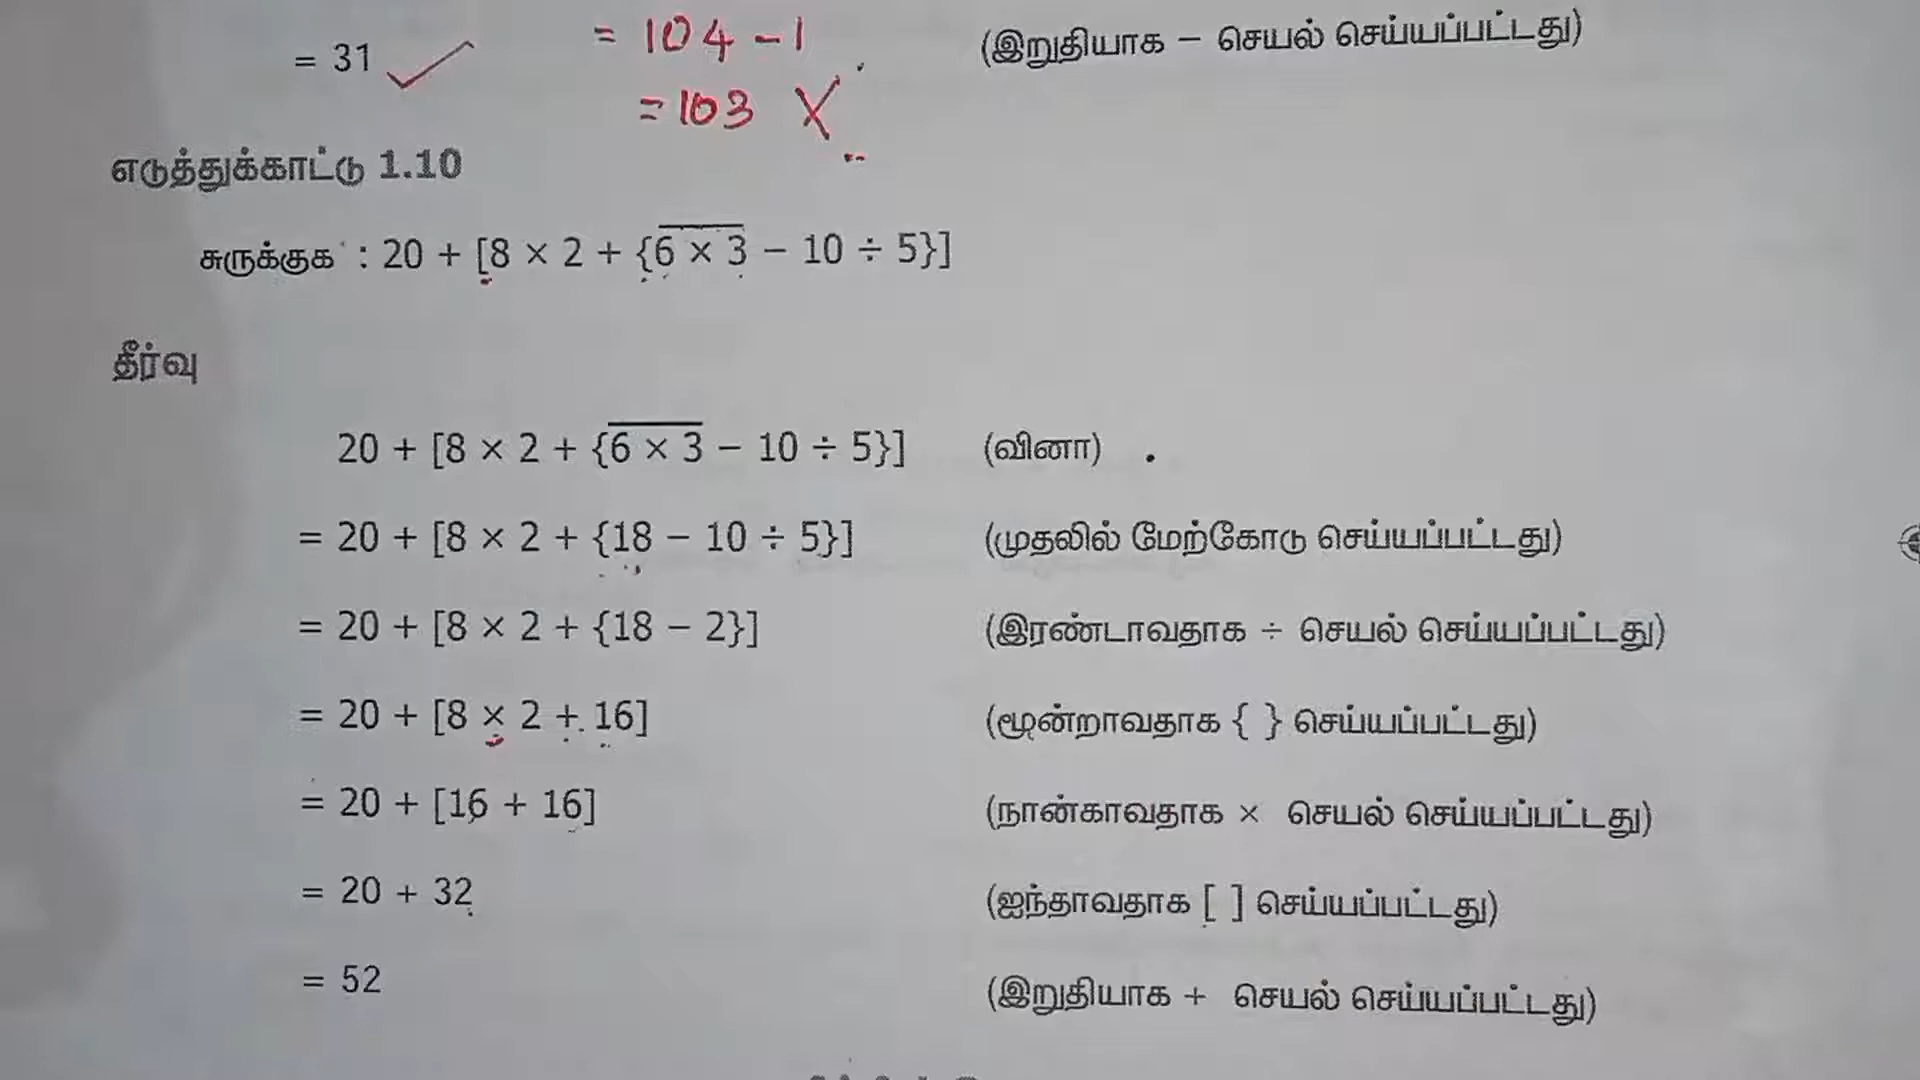 = 31 = 104 - 1 (இறுதியாக – செயல் செய்யப்பட்டது)
= 103 X
எடுத்துக்காட்டு 1.10
சுருக்குக : 20 + [8 × 2 + {6 × 3 – 10 ÷ 5}]
தீர்வு
20 + [8 × 2 + {6 × 3 – 10 ÷ 5}] (வினா)
= 20 + [8 × 2 + {18 – 10 ÷ 5}] (முதலில் மேற்கோடு செய்யப்பட்டது)
= 20 + [8 × 2 + {18 – 2}] (இரண்டாவதாக ÷ செயல் செய்யப்பட்டது)
= 20 + [8 × 2 + 16] (மூன்றாவதாக { } செய்யப்பட்டது)
= 20 + [16 + 16] (நான்காவதாக × செயல் செய்யப்பட்டது)
= 20 + 32 (ஐந்தாவதாக [ ] செய்யப்பட்டது)
= 52 (இறுதியாக + செயல் செய்யப்பட்டது)